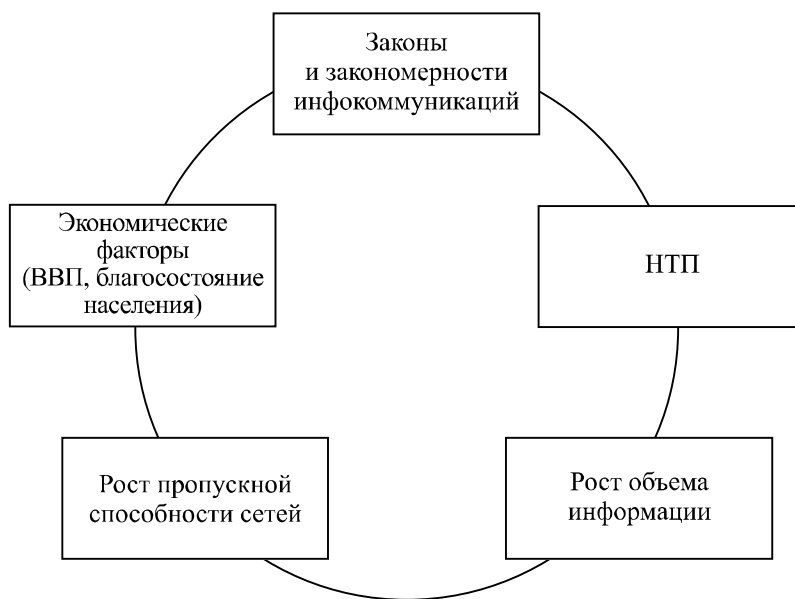 Законы
и закономерности
инфокоммуникаций
Экономические
факторы
(ВВП, благосостояние
населения)
НТП
Рост пропускной
способности сетей
Рост объема
информации